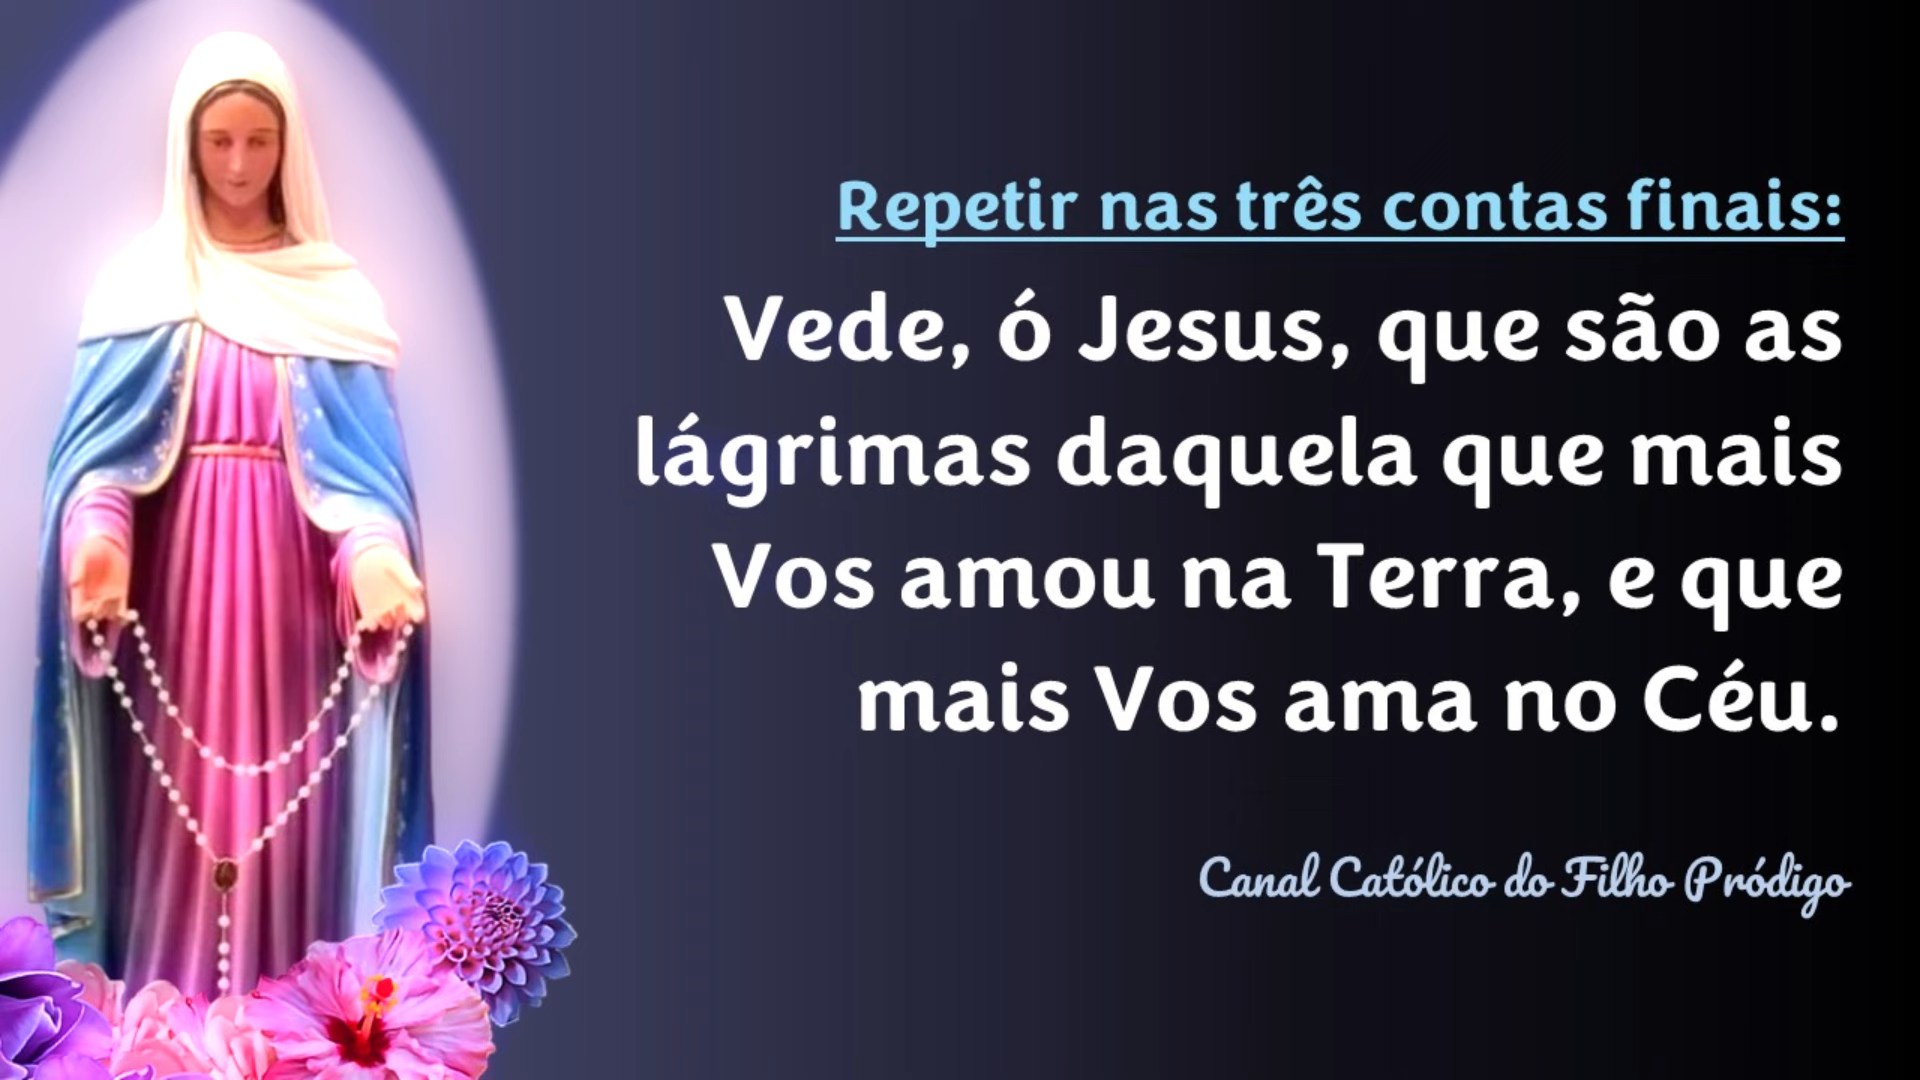 Repetir nas três contas finais:
Vede, ó Jesus, que são as
lágrimas daquela que mais
Vos amou na Terra, e que
mais Vos ama no Céu.
Canal Católico do Filho Pródigo